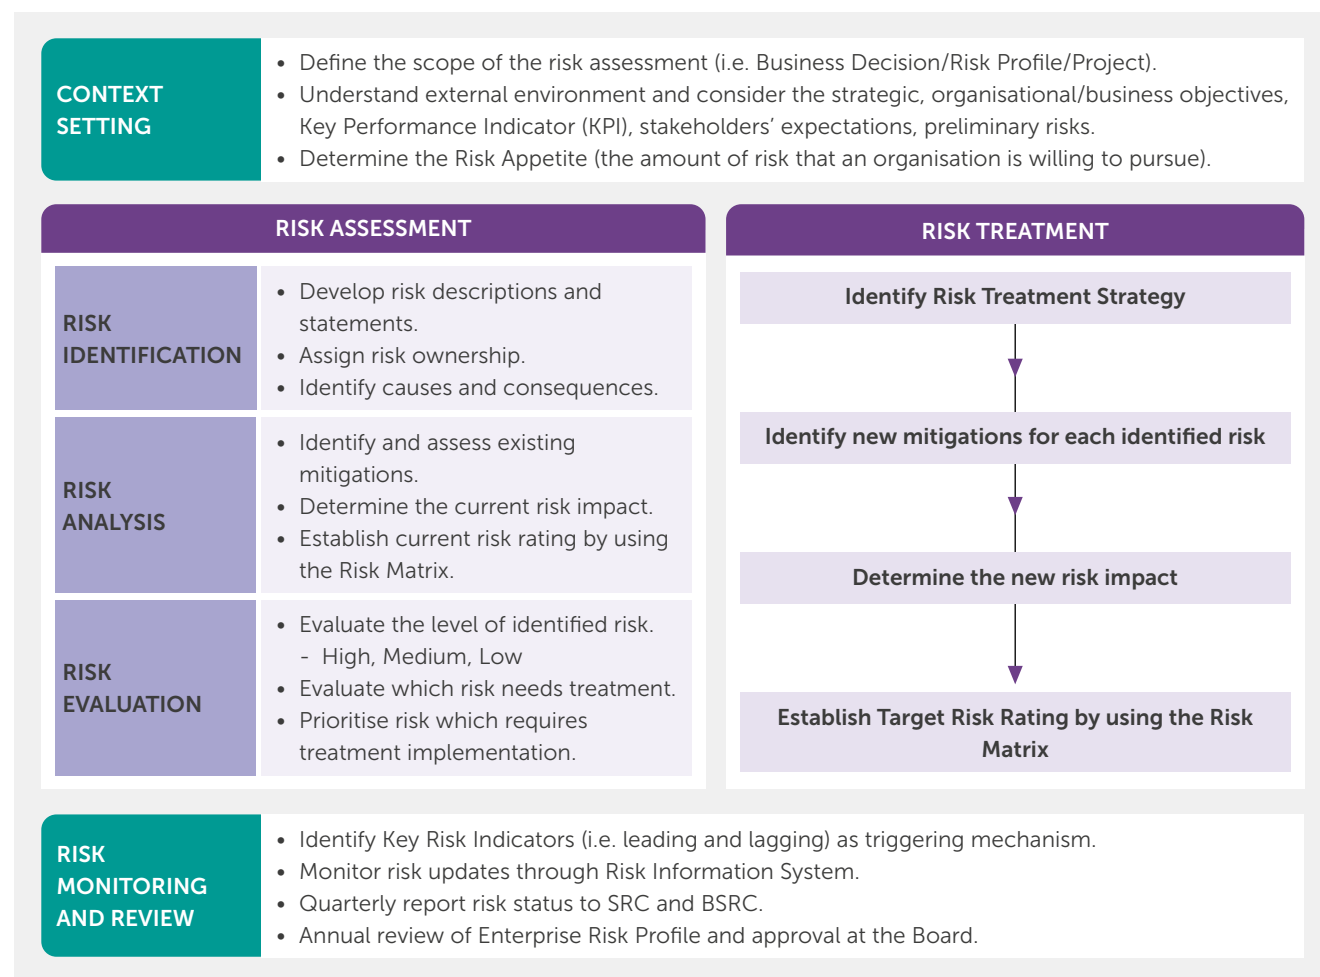 CONTEXT
SETTING
• Define the scope of the risk assessment (i.e. Business Decision/Risk Profile/Project).
• Understand external environment and consider the strategic, organisational/business objectives,
Key Performance Indicator (KPI), stakeholders’ expectations, preliminary risks.
• Determine the Risk Appetite (the amount of risk that an organisation is willing to pursue).
RISK ASSESSMENT
RISK
IDENTIFICATION
• Develop risk descriptions and
statements.
• Assign risk ownership.
• Identify causes and consequences.
RISK
ANALYSIS
• Identify and assess existing
mitigations.
• Determine the current risk impact.
• Establish current risk rating by using
the Risk Matrix.
RISK
EVALUATION
• Evaluate the level of identified risk.
- High, Medium, Low
• Evaluate which risk needs treatment.
• Prioritise risk which requires
treatment implementation.
RISK TREATMENT
Identify Risk Treatment Strategy
Identify new mitigations for each identified risk
Determine the new risk impact
Establish Target Risk Rating by using the Risk
Matrix
RISK
MONITORING
AND REVIEW
• Identify Key Risk Indicators (i.e. leading and lagging) as triggering mechanism.
• Monitor risk updates through Risk Information System.
• Quarterly report risk status to SRC and BSRC.
• Annual review of Enterprise Risk Profile and approval at the Board.